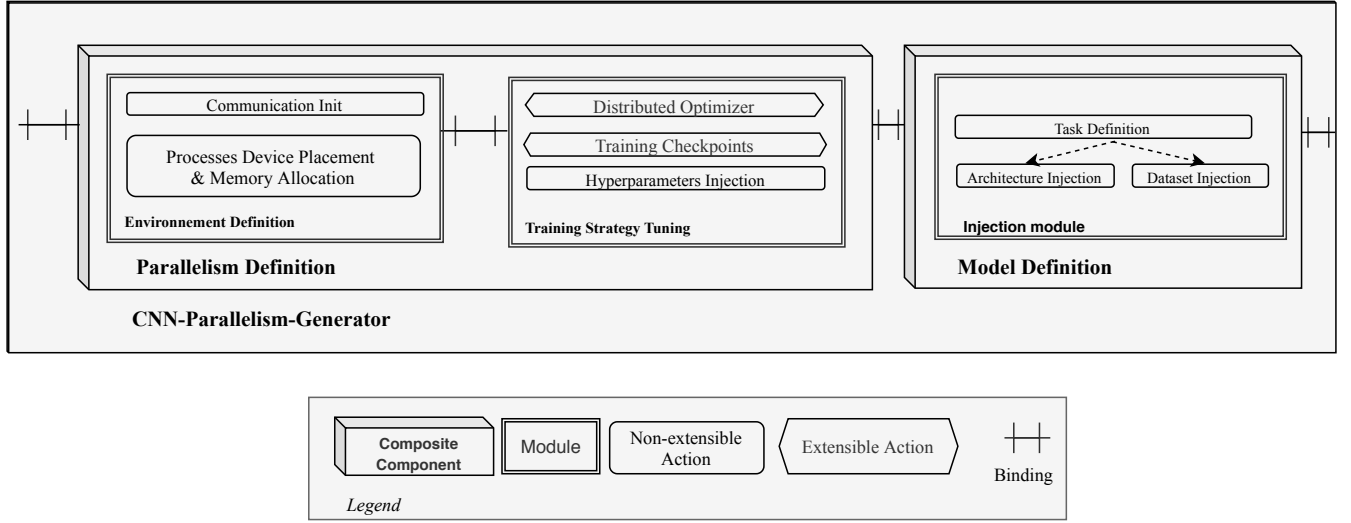 Communication Init
Processes Device Placement
& Memory Allocation
Environnement Definition
Distributed Optimizer
Training Checkpoints
Hyperparameters Injection
Training Strategy Tuning
Parallelism Definition
Task Definition
Architecture Injection
Dataset Injection
Injection module
Model Definition
CNN-Parallelism-Generator
Composite
Component
Module
Non-extensible
Action
Extensible Action
Binding
Legend